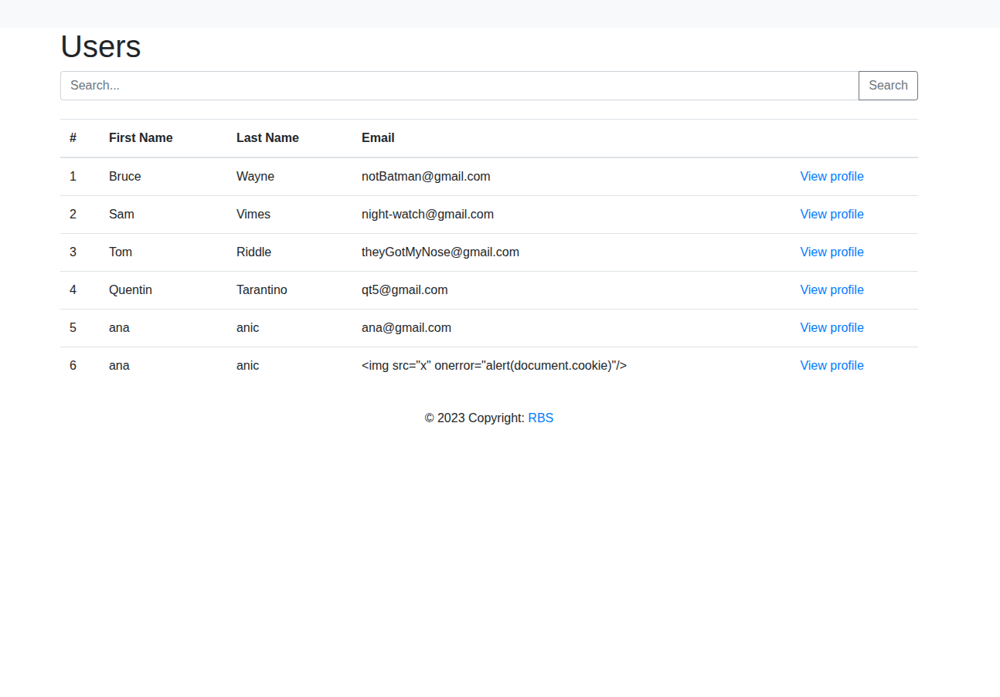 Users
Search... Search
# First Name Last Name Email
1 Bruce Wayne notBatman@gmail.com View profile
2 Sam Vimes night-watch@gmail.com View profile
3 Tom Riddle theyGotMyNose@gmail.com View profile
4 Quentin Tarantino qt5@gmail.com View profile
5 ana anic ana@gmail.com View profile
6 ana anic <img src="x" onerror="alert(document.cookie)"/> View profile
© 2023 Copyright: RBS